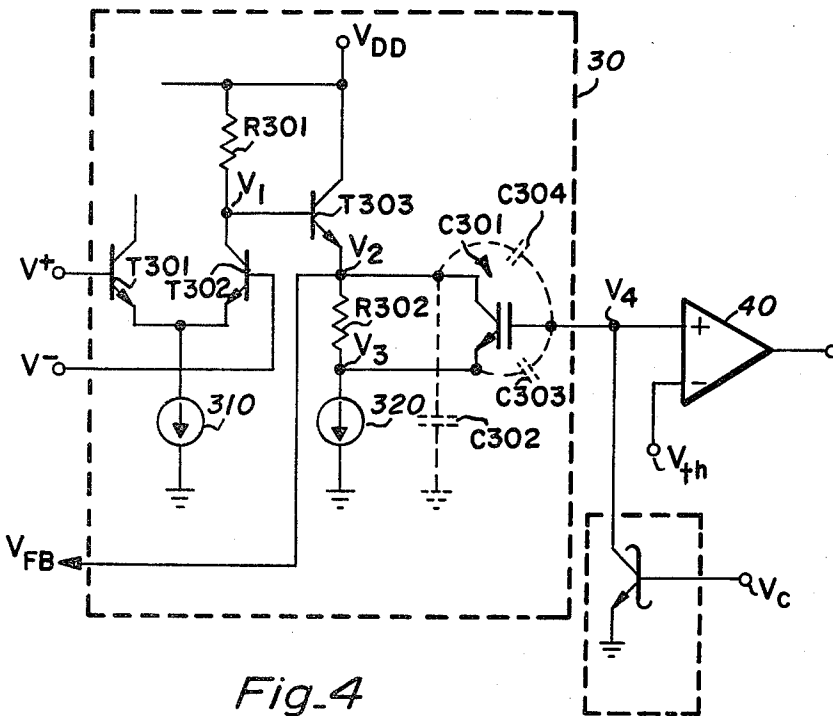 VDD
30
R301
V1
T303
C304
C301
V+
T301
T302
V2
R302
V4
40
+
V-
V3
-
310
320
C303
C302
Vth
VFB
VC
Fig_4